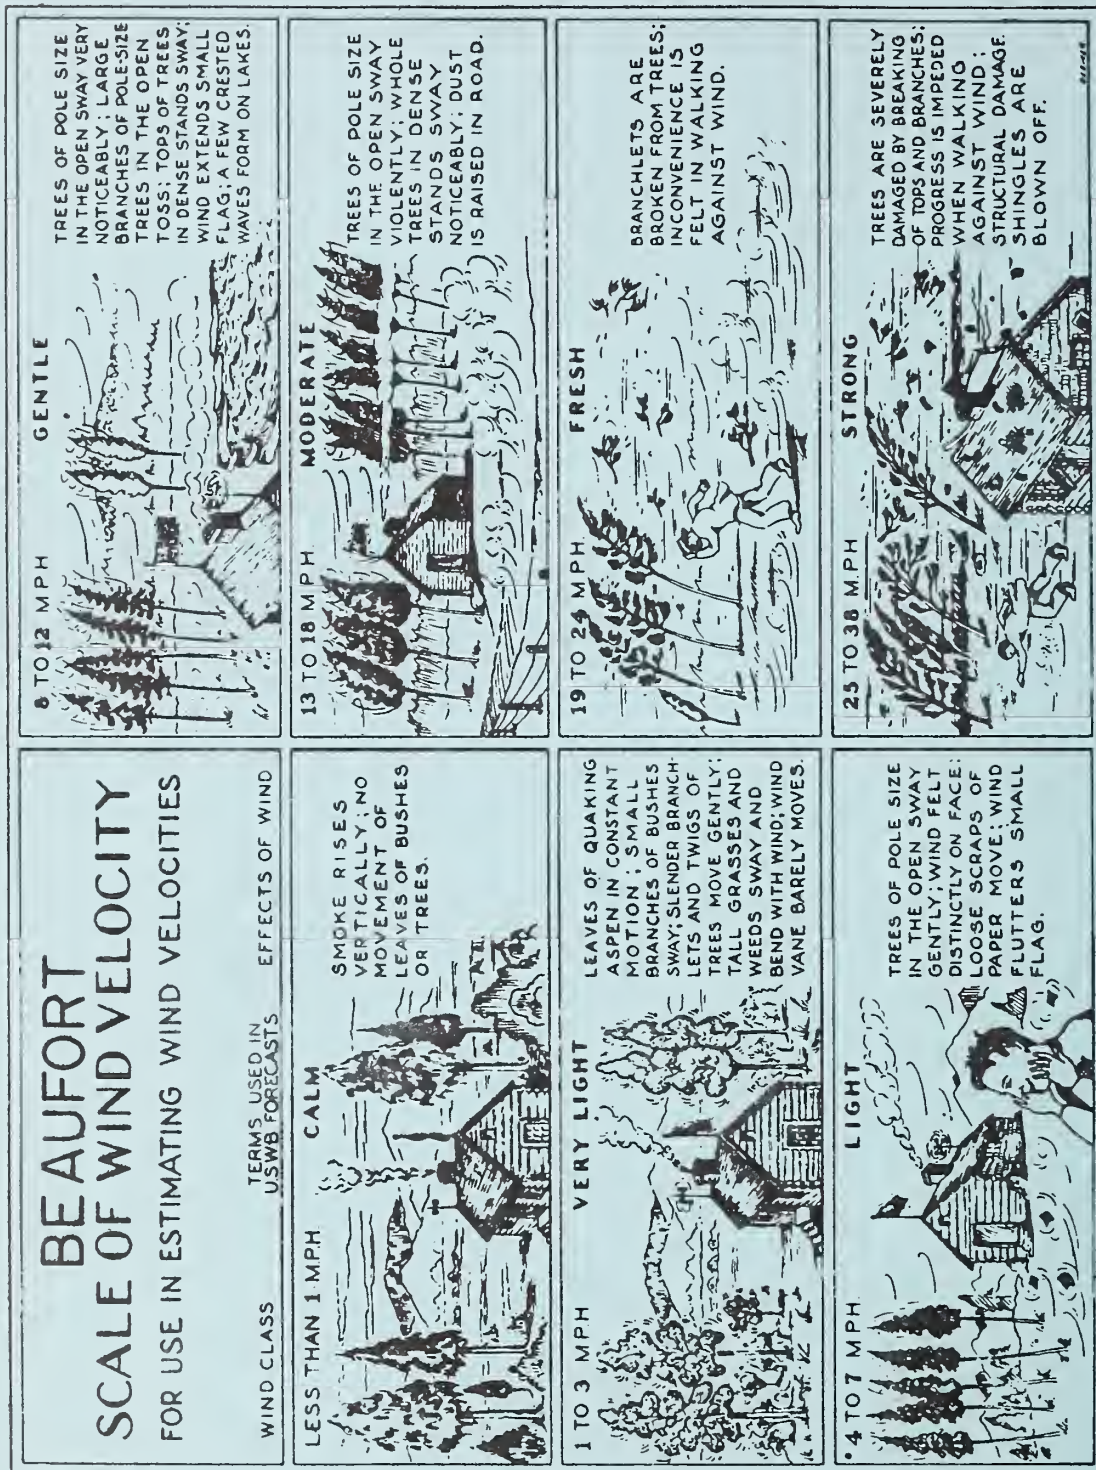 BEAUFORT
SCALE OF WIND VELOCITY
FOR USE IN ESTIMATING WIND VELOCITIES
WIND CLASS
TERMS USED IN
USWB FORECASTS
EFFECTS OF WIND
LESS THAN 1 MPH
CALM
SMOKE RISES
VERTICALLY; NO
MOVEMENT OF
LEAVES OF BUSHES
OR TREES.
1 TO 3 MPH
VERY LIGHT
LEAVES OF QUAKING
ASPEN IN CONSTANT
MOTION; SMALL
BRANCHES OF BUSHES
SWAY; SLENDER BRANCH-
LETS AND TWIGS OF
TREES MOVE GENTLY;
TALL GRASSES AND
WEEDS SWAY AND
BEND WITH WIND; WIND
VANE BARELY MOVES.
4 TO 7 MPH
LIGHT
TREES OF POLE SIZE
IN THE OPEN SWAY
GENTLY; WIND FELT
DISTINCTLY ON FACE;
LOOSE SCRAPS OF
PAPER MOVE; WIND
FLUTTERS SMALL
FLAG.
8 TO 12 MPH
GENTLE
TREES OF POLE SIZE
IN THE OPEN SWAY VERY
NOTICEABLY; LARGE
BRANCHES OF POLE-SIZE
TREES IN THE OPEN
TOSS; TOPS OF TREES
IN DENSE STANDS SWAY;
WIND EXTENDS SMALL
FLAG; A FEW CRESTED
WAVES FORM ON LAKES.
13 TO 18 MPH
MODERATE
TREES OF POLE SIZE
IN THE OPEN SWAY
VIOLENTLY; WHOLE
TREES IN DENSE
STANDS SWAY
NOTICEABLY; DUST
IS RAISED IN ROAD.
19 TO 24 MPH
FRESH
BRANCHLETS ARE
BROKEN FROM TREES;
INCONVENIENCE IS
FELT IN WALKING
AGAINST WIND.
25 TO 38 MPH
STRONG
TREES ARE SEVERELY
DAMAGED BY BREAKING
OF TOPS AND BRANCHES;
PROGRESS IS IMPEDED
WHEN WALKING
AGAINST WIND;
STRUCTURAL DAMAGE.
SHINGLES ARE
BLOWN OFF.